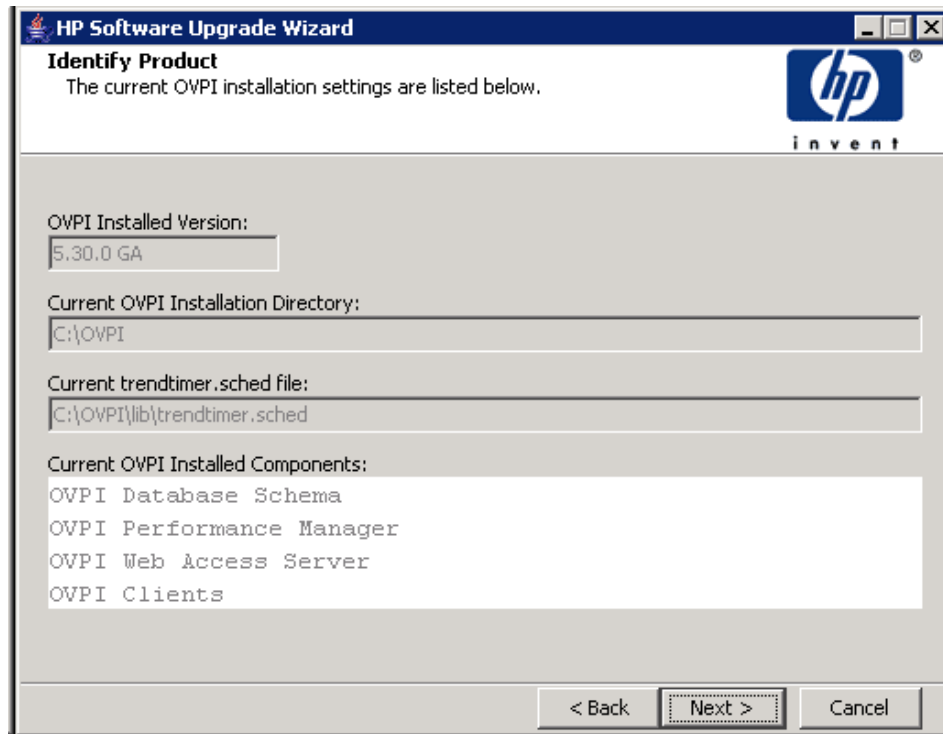 HP Software Upgrade Wizard
Identify Product
The current OVPI installation settings are listed below.
hp
®
invent
OVPI Installed Version:
5.30.0 GA
Current OVPI Installation Directory:
C:\OVPI
Current trendtimer.sched file:
C:\OVPI\lib\trendtimer.sched
Current OVPI Installed Components:
OVPI Database Schema
OVPI Performance Manager
OVPI Web Access Server
OVPI Clients
< Back Next > Cancel